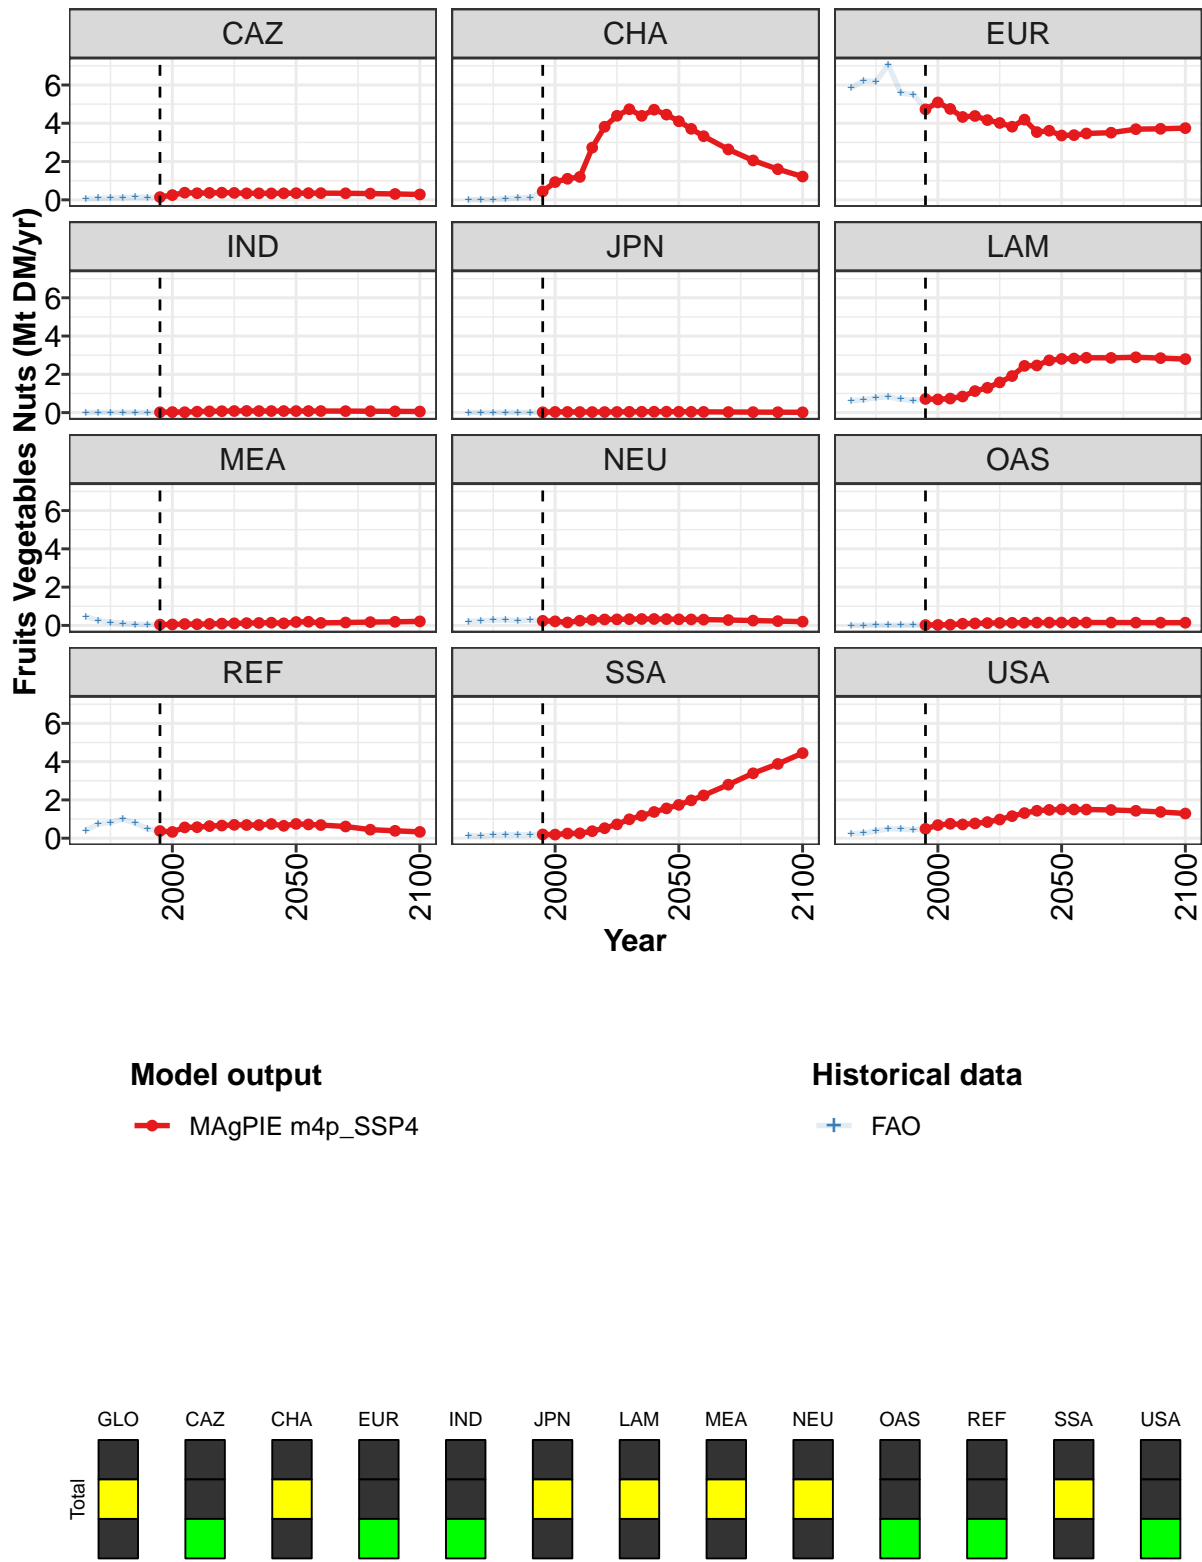 CAZ CHA EUR
6
4
2
0
IND JPN LAM
6
4
2
0
MEA NEU OAS
6
4
2
0
REF SSA USA
6
4
2
0
Fruits Vegetables Nuts (Mt DM/yr)
2000 2050 2100 2000 2050 2100 2000 2050 2100
Year
Model output Historical data
MAgPIE m4p_SSP4 FAO
GLO CAZ CHA EUR IND JPN LAM MEA NEU OAS REF SSA USA
Total